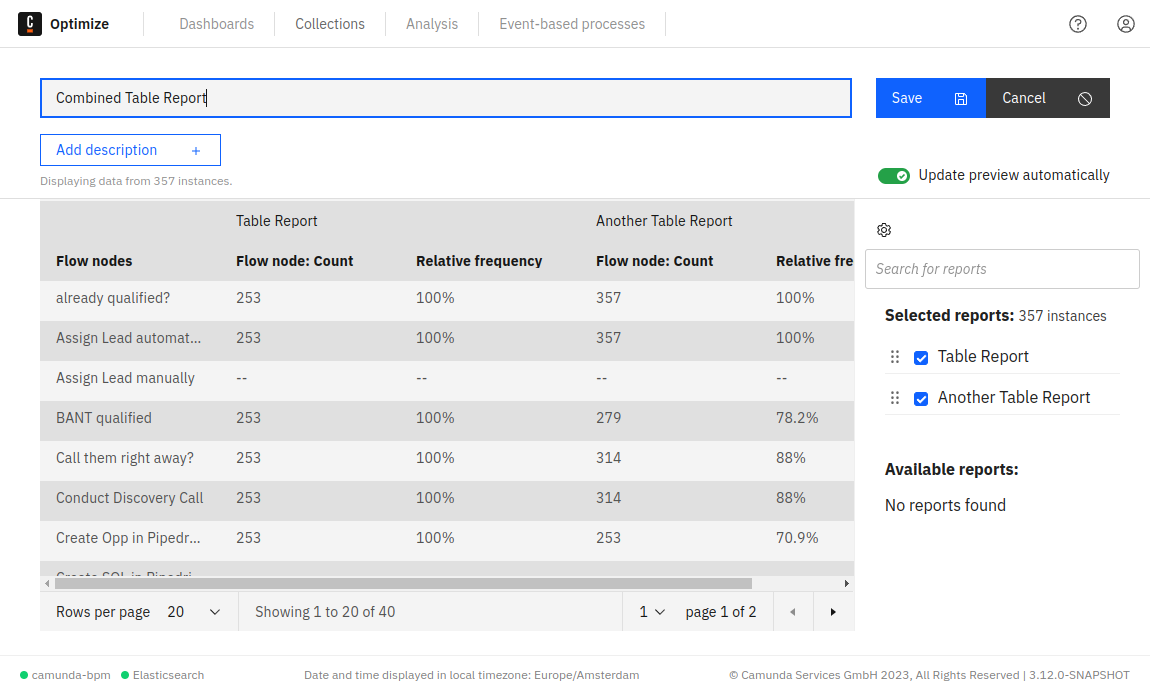 C Optimize Dashboards Collections Analysis Event-based processes
Combined Table Report
Save Cancel
Add description +
Displaying data from 357 instances.
Update preview automatically
Table Report Another Table Report
Flow nodes Flow node: Count Relative frequency Flow node: Count Relative fre
already qualified? 253 100% 357 100%
Assign Lead automat... 253 100% 357 100%
Assign Lead manually -- -- -- --
BANT qualified 253 100% 279 78.2%
Call them right away? 253 100% 314 88%
Conduct Discovery Call 253 100% 314 88%
Create Opp in Pipedr... 253 100% 253 70.9%
Create SQL in Pipedri
Rows per page 20 Showing 1 to 20 of 40 1 page 1 of 2
Search for reports
Selected reports: 357 instances
Table Report
Another Table Report
Available reports:
No reports found
camunda-bpm Elasticsearch Date and time displayed in local timezone: Europe/Amsterdam © Camunda Services GmbH 2023, All Rights Reserved | 3.12.0-SNAPSHOT